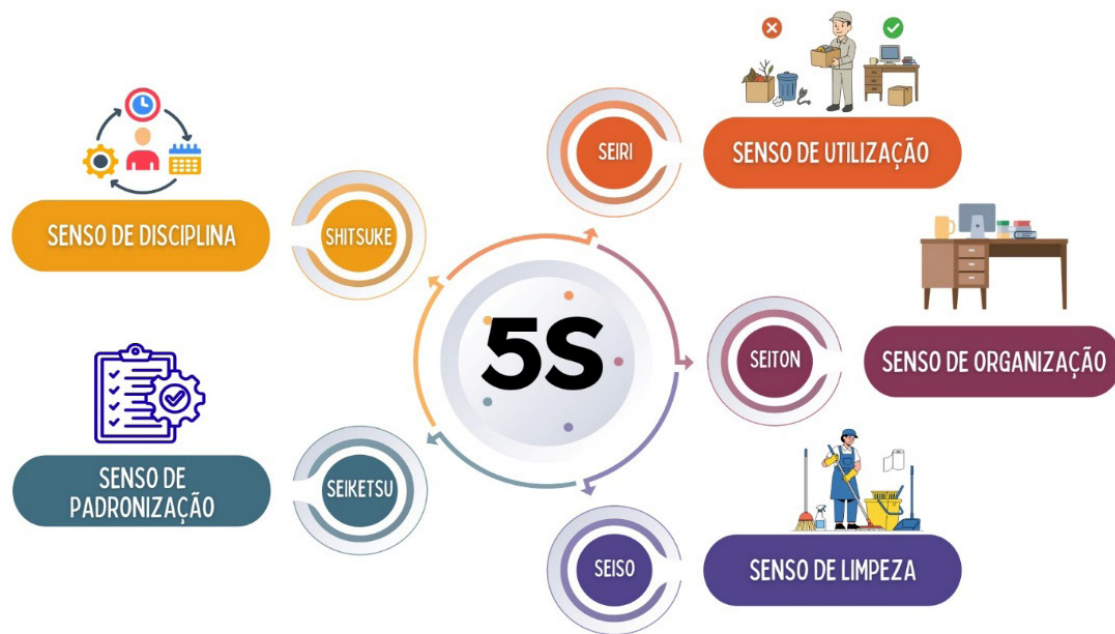 SEIRI
SENSO DE UTILIZAÇÃO
SENSO DE DISCIPLINA
SHITSUKE
5S
SEITON
SENSO DE ORGANIZAÇÃO
SENSO DE
PADRONIZAÇÃO
SEIKETSU
SEISO
SENSO DE LIMPEZA